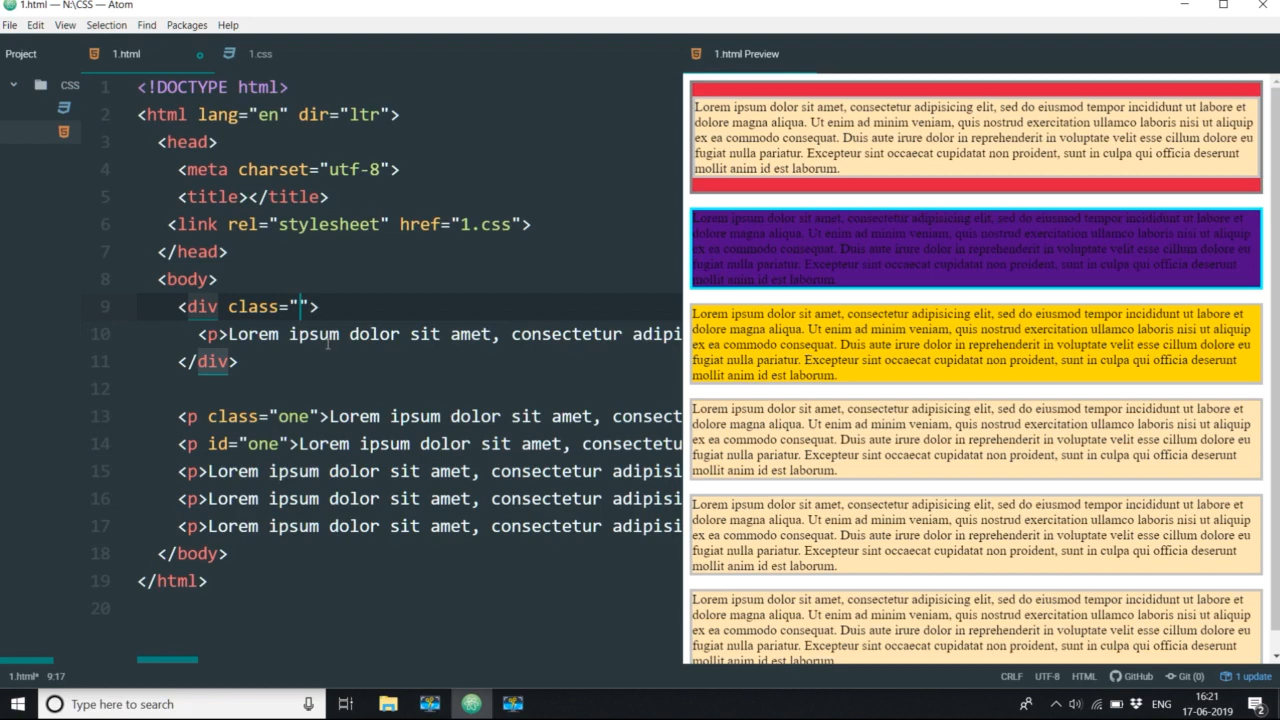 1.html — N:\CSS — Atom
File Edit View Selection Find Packages Help
Project
1.html
1.css
1.html Preview
CSS
1 <!DOCTYPE html>
2 <html lang="en" dir="ltr">
3 <head>
4 <meta charset="utf-8">
5 <title></title>
6 <link rel="stylesheet" href="1.css">
7 </head>
8 <body>
9 <div class="">
10 <p>Lorem ipsum dolor sit amet, consectetur adipi
11 </div>
12
13 <p class="one">Lorem ipsum dolor sit amet, consect
14 <p id="one">Lorem ipsum dolor sit amet, consectetu
15 <p>Lorem ipsum dolor sit amet, consectetur adipisi
16 <p>Lorem ipsum dolor sit amet, consectetur adipisi
17 <p>Lorem ipsum dolor sit amet, consectetur adipisi
18 </body>
19 </html>
20
Lorem ipsum dolor sit amet, consectetur adipisicing elit, sed do eiusmod tempor incididunt ut labore et
dolore magna aliqua. Ut enim ad minim veniam, quis nostrud exercitation ullamco laboris nisi ut aliquip
ex ea commodo consequat. Duis aute irure dolor in reprehenderit in voluptate velit esse cillum dolore eu
fugiat nulla pariatur. Excepteur sint occaecat cupidatat non proident, sunt in culpa qui officia deserunt
mollit anim id est laborum.
Lorem ipsum dolor sit amet, consectetur adipisicing elit, sed do eiusmod tempor incididunt ut labore et
dolore magna aliqua. Ut enim ad minim veniam, quis nostrud exercitation ullamco laboris nisi ut aliquip
ex ea commodo consequat. Duis aute irure dolor in reprehenderit in voluptate velit esse cillum dolore eu
fugiat nulla pariatur. Excepteur sint occaecat cupidatat non proident, sunt in culpa qui officia deserunt
mollit anim id est laborum.
Lorem ipsum dolor sit amet, consectetur adipisicing elit, sed do eiusmod tempor incididunt ut labore et
dolore magna aliqua. Ut enim ad minim veniam, quis nostrud exercitation ullamco laboris nisi ut aliquip
ex ea commodo consequat. Duis aute irure dolor in reprehenderit in voluptate velit esse cillum dolore eu
fugiat nulla pariatur. Excepteur sint occaecat cupidatat non proident, sunt in culpa qui officia deserunt
mollit anim id est laborum.
Lorem ipsum dolor sit amet, consectetur adipisicing elit, sed do eiusmod tempor incididunt ut labore et
dolore magna aliqua. Ut enim ad minim veniam, quis nostrud exercitation ullamco laboris nisi ut aliquip
ex ea commodo consequat. Duis aute irure dolor in reprehenderit in voluptate velit esse cillum dolore eu
fugiat nulla pariatur. Excepteur sint occaecat cupidatat non proident, sunt in culpa qui officia deserunt
mollit anim id est laborum.
Lorem ipsum dolor sit amet, consectetur adipisicing elit, sed do eiusmod tempor incididunt ut labore et
dolore magna aliqua. Ut enim ad minim veniam, quis nostrud exercitation ullamco laboris nisi ut aliquip
ex ea commodo consequat. Duis aute irure dolor in reprehenderit in voluptate velit esse cillum dolore eu
fugiat nulla pariatur. Excepteur sint occaecat cupidatat non proident, sunt in culpa qui officia deserunt
mollit anim id est laborum.
Lorem ipsum dolor sit amet, consectetur adipisicing elit, sed do eiusmod tempor incididunt ut labore et
dolore magna aliqua. Ut enim ad minim veniam, quis nostrud exercitation ullamco laboris nisi ut aliquip
ex ea commodo consequat. Duis aute irure dolor in reprehenderit in voluptate velit esse cillum dolore eu
fugiat nulla pariatur. Excepteur sint occaecat cupidatat non proident, sunt in culpa qui officia deserunt
mollit anim id est laborum.
1.html* 9:17
CRLF UTF-8 HTML GitHub Git (0) 1 update
Type here to search
ENG
16:21
17-06-2019
2